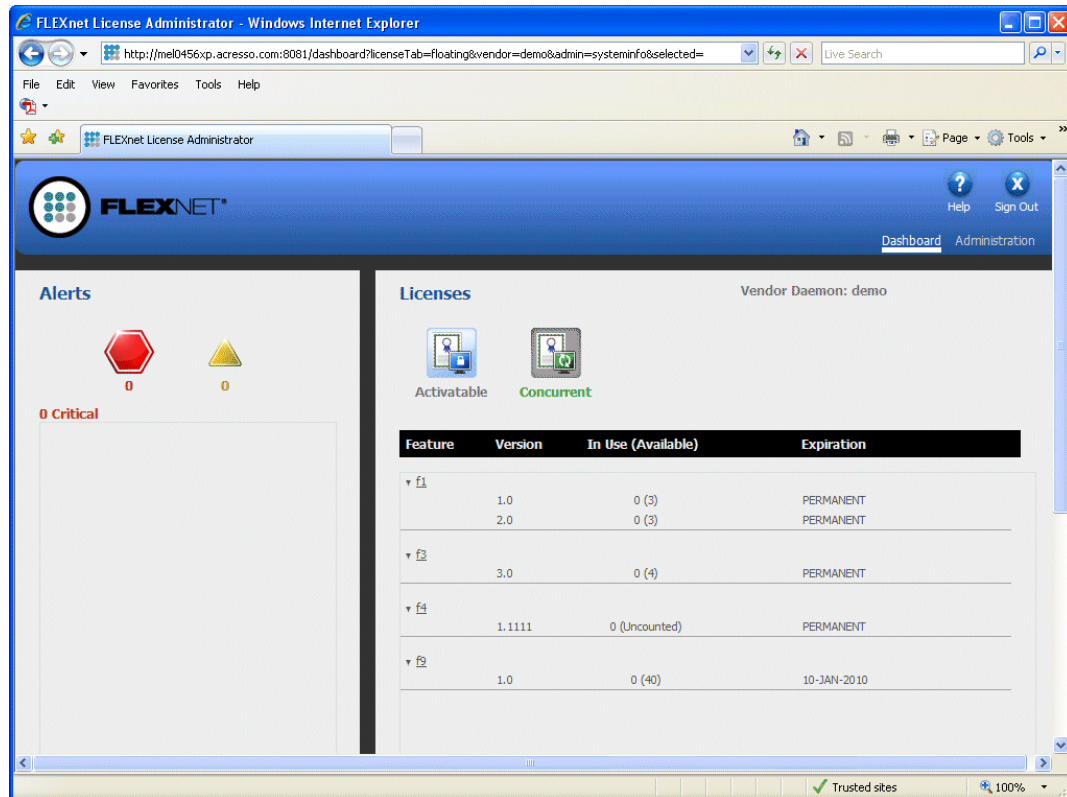 FLEXnet License Administrator - Windows Internet Explorer
http://mel0456xp.acresso.com:8081/dashboard?licenseTab=floating&vendor=demo&admin=systeminfo&selected=
Live Search
File Edit View Favorites Tools Help
FLEXnet License Administrator
Page Tools »
FLEXNET
Help Sign Out
Dashboard Administration
Alerts
0 0
0 Critical
Licenses
Vendor Daemon: demo
Activatable Concurrent
Feature Version In Use (Available) Expiration
f1
1.0 0 (3) PERMANENT
2.0 0 (3) PERMANENT
f3
3.0 0 (4) PERMANENT
f4
1.1111 0 (Uncounted) PERMANENT
f9
1.0 0 (40) 10-JAN-2010
Trusted sites 100%